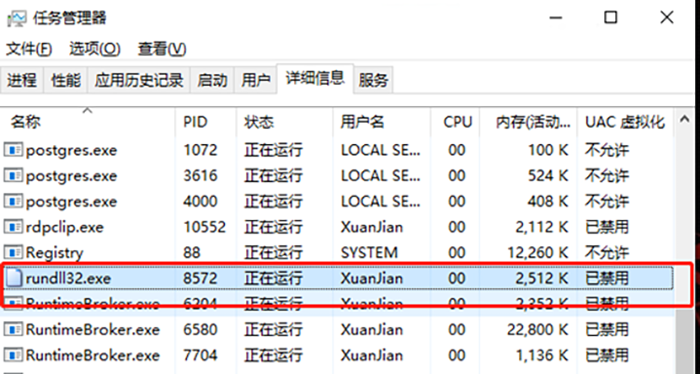 任务管理器
文件(F) 选项(O) 查看(V)
进程 性能 应用历史记录 启动 用户 详细信息 服务
名称 PID 状态 用户名 CPU 内存(活动... UAC 虚拟化
postgres.exe 1072 正在运行 LOCAL SE... 00 100 K 不允许
postgres.exe 3616 正在运行 LOCAL SE... 00 524 K 不允许
postgres.exe 4000 正在运行 LOCAL SE... 00 408 K 不允许
rdpclip.exe 10552 正在运行 XuanJian 00 2,112 K 已禁用
Registry 88 正在运行 SYSTEM 00 12,260 K 不允许
rundll32.exe 8572 正在运行 XuanJian 00 2,512 K 已禁用
RuntimeBroker.exe 6204 正在运行 XuanJian 00 2,352 K 已禁用
RuntimeBroker.exe 6580 正在运行 XuanJian 00 22,800 K 已禁用
RuntimeBroker.exe 7704 正在运行 XuanJian 00 1,136 K 已禁用